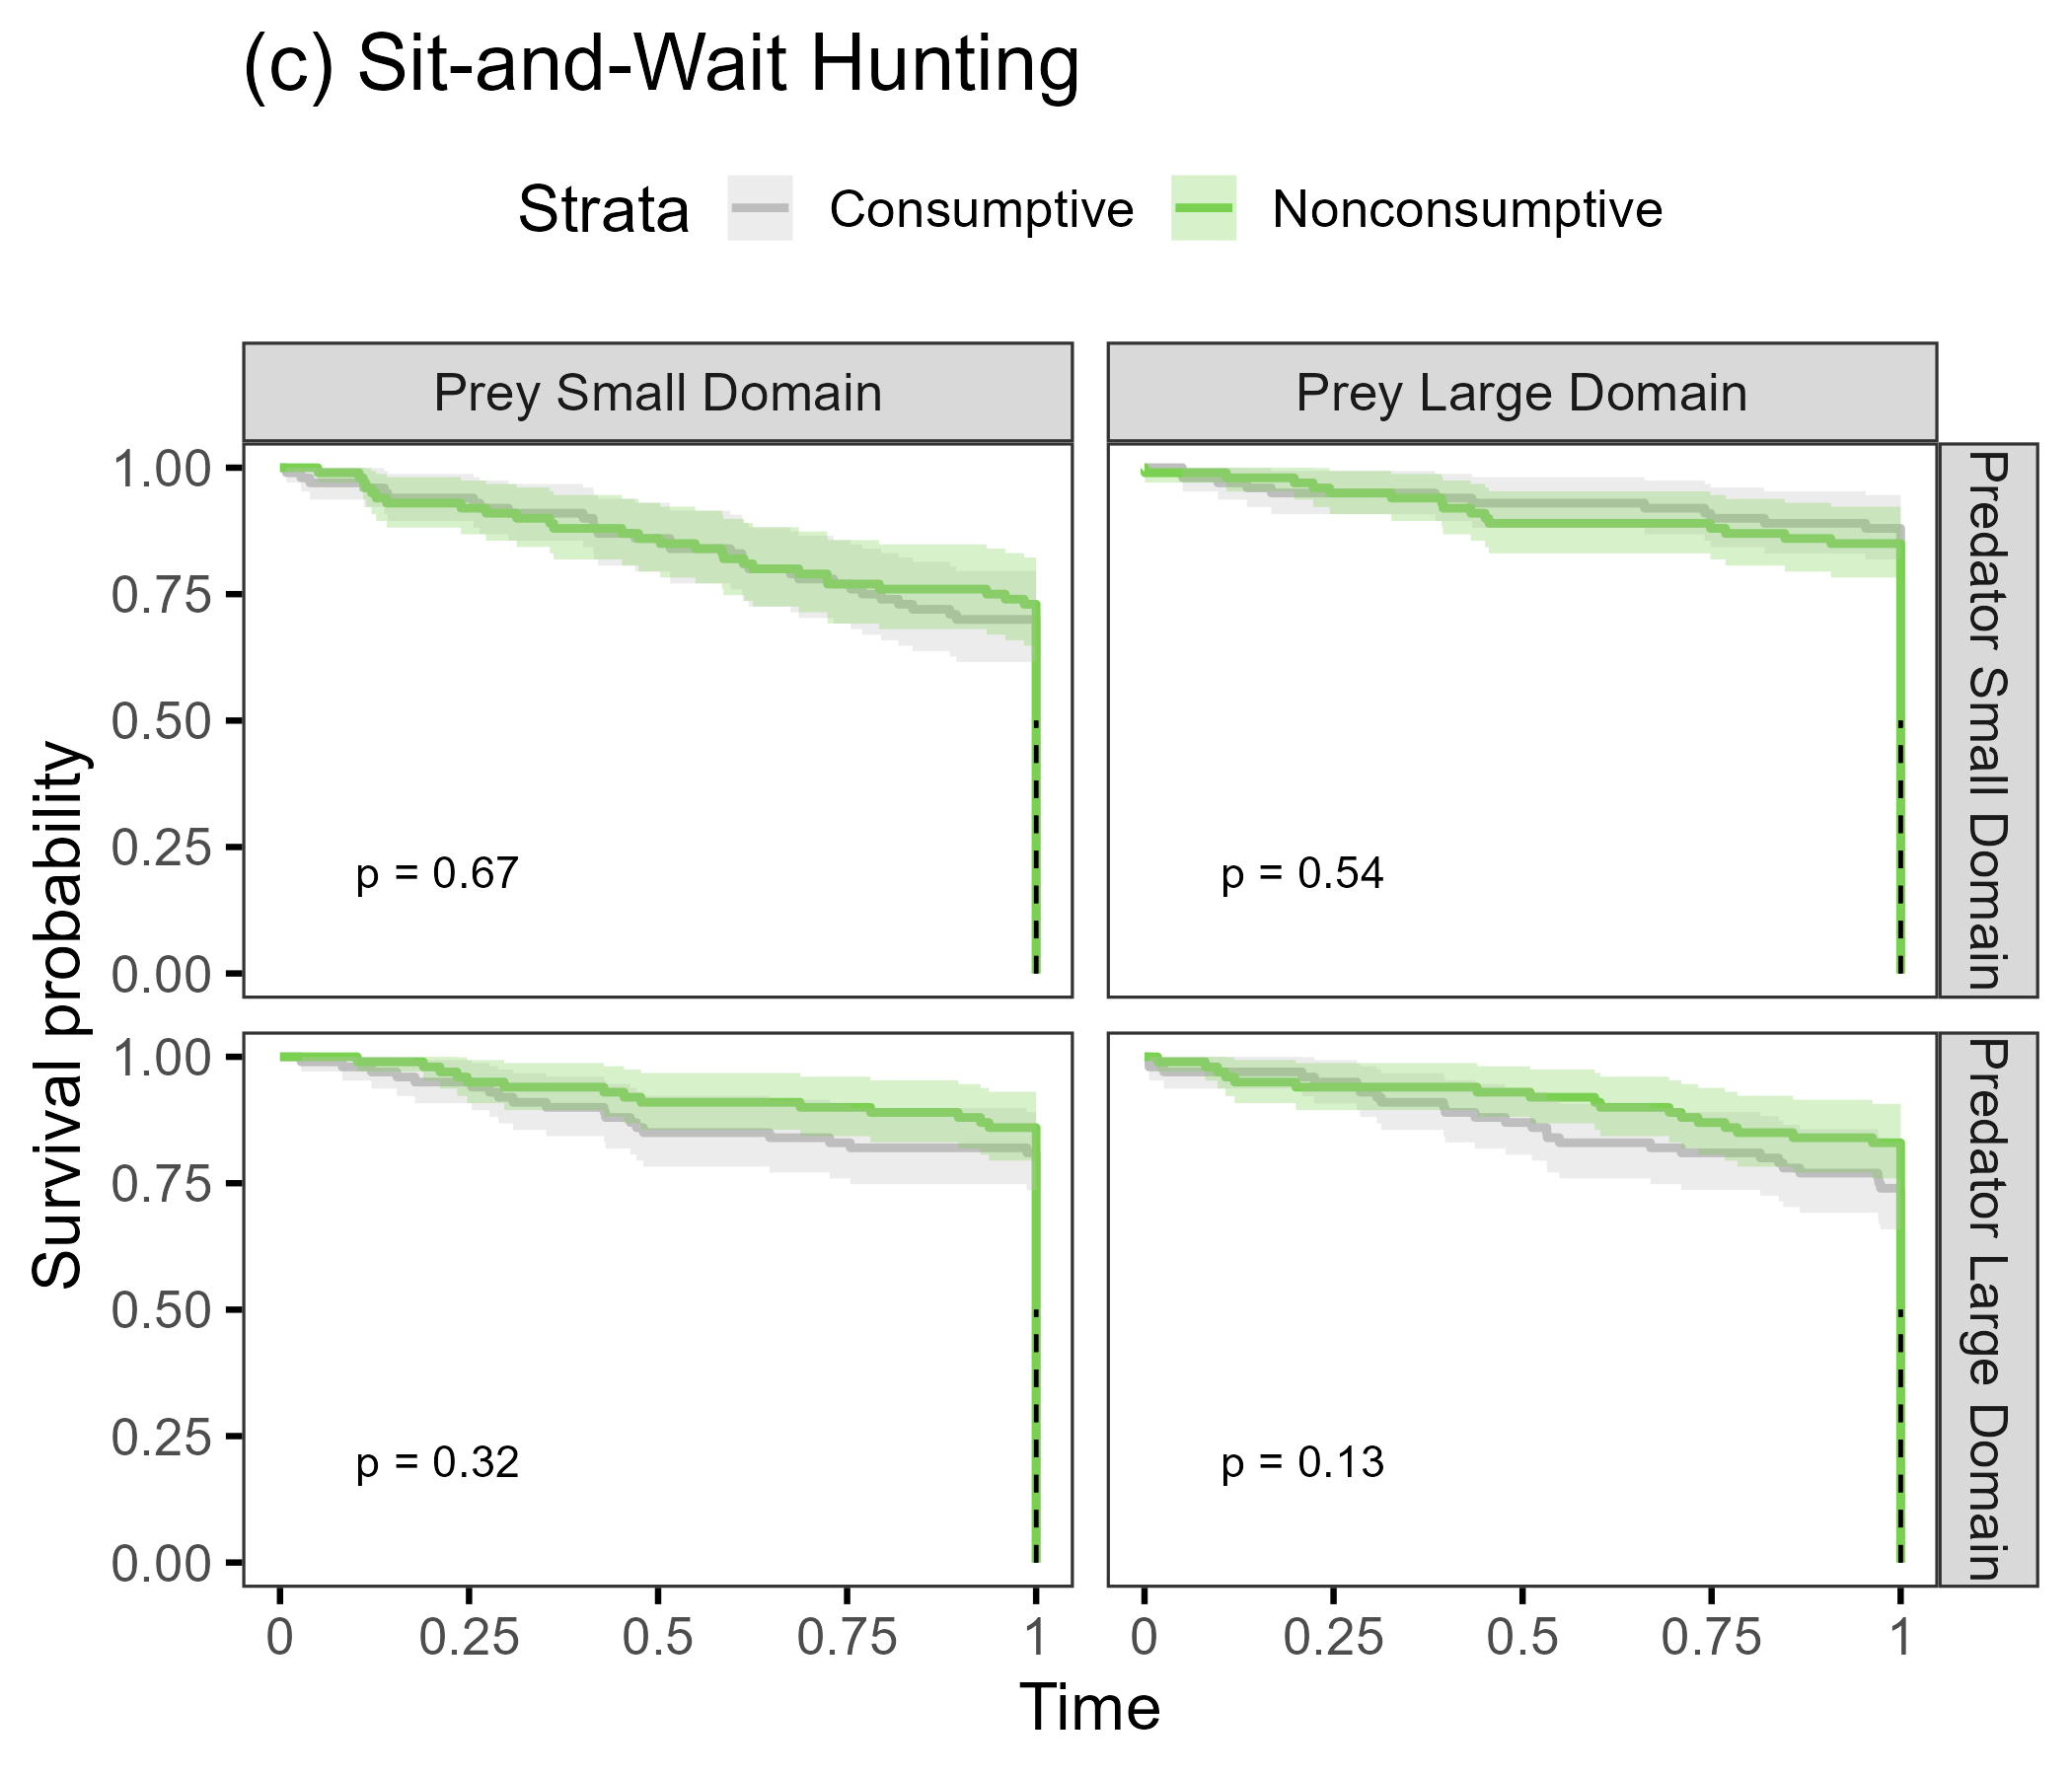 (c) Sit-and-Wait Hunting
Strata Consumptive Nonconsumptive
Prey Small Domain Prey Large Domain
Survival probability
1.00
0.75
0.50
0.25
0.00
p = 0.67
p = 0.54
Predator Small Domain
1.00
0.75
0.50
0.25
0.00
p = 0.32
p = 0.13
Predator Large Domain
0 0.25 0.5 0.75 1 0 0.25 0.5 0.75 1
Time